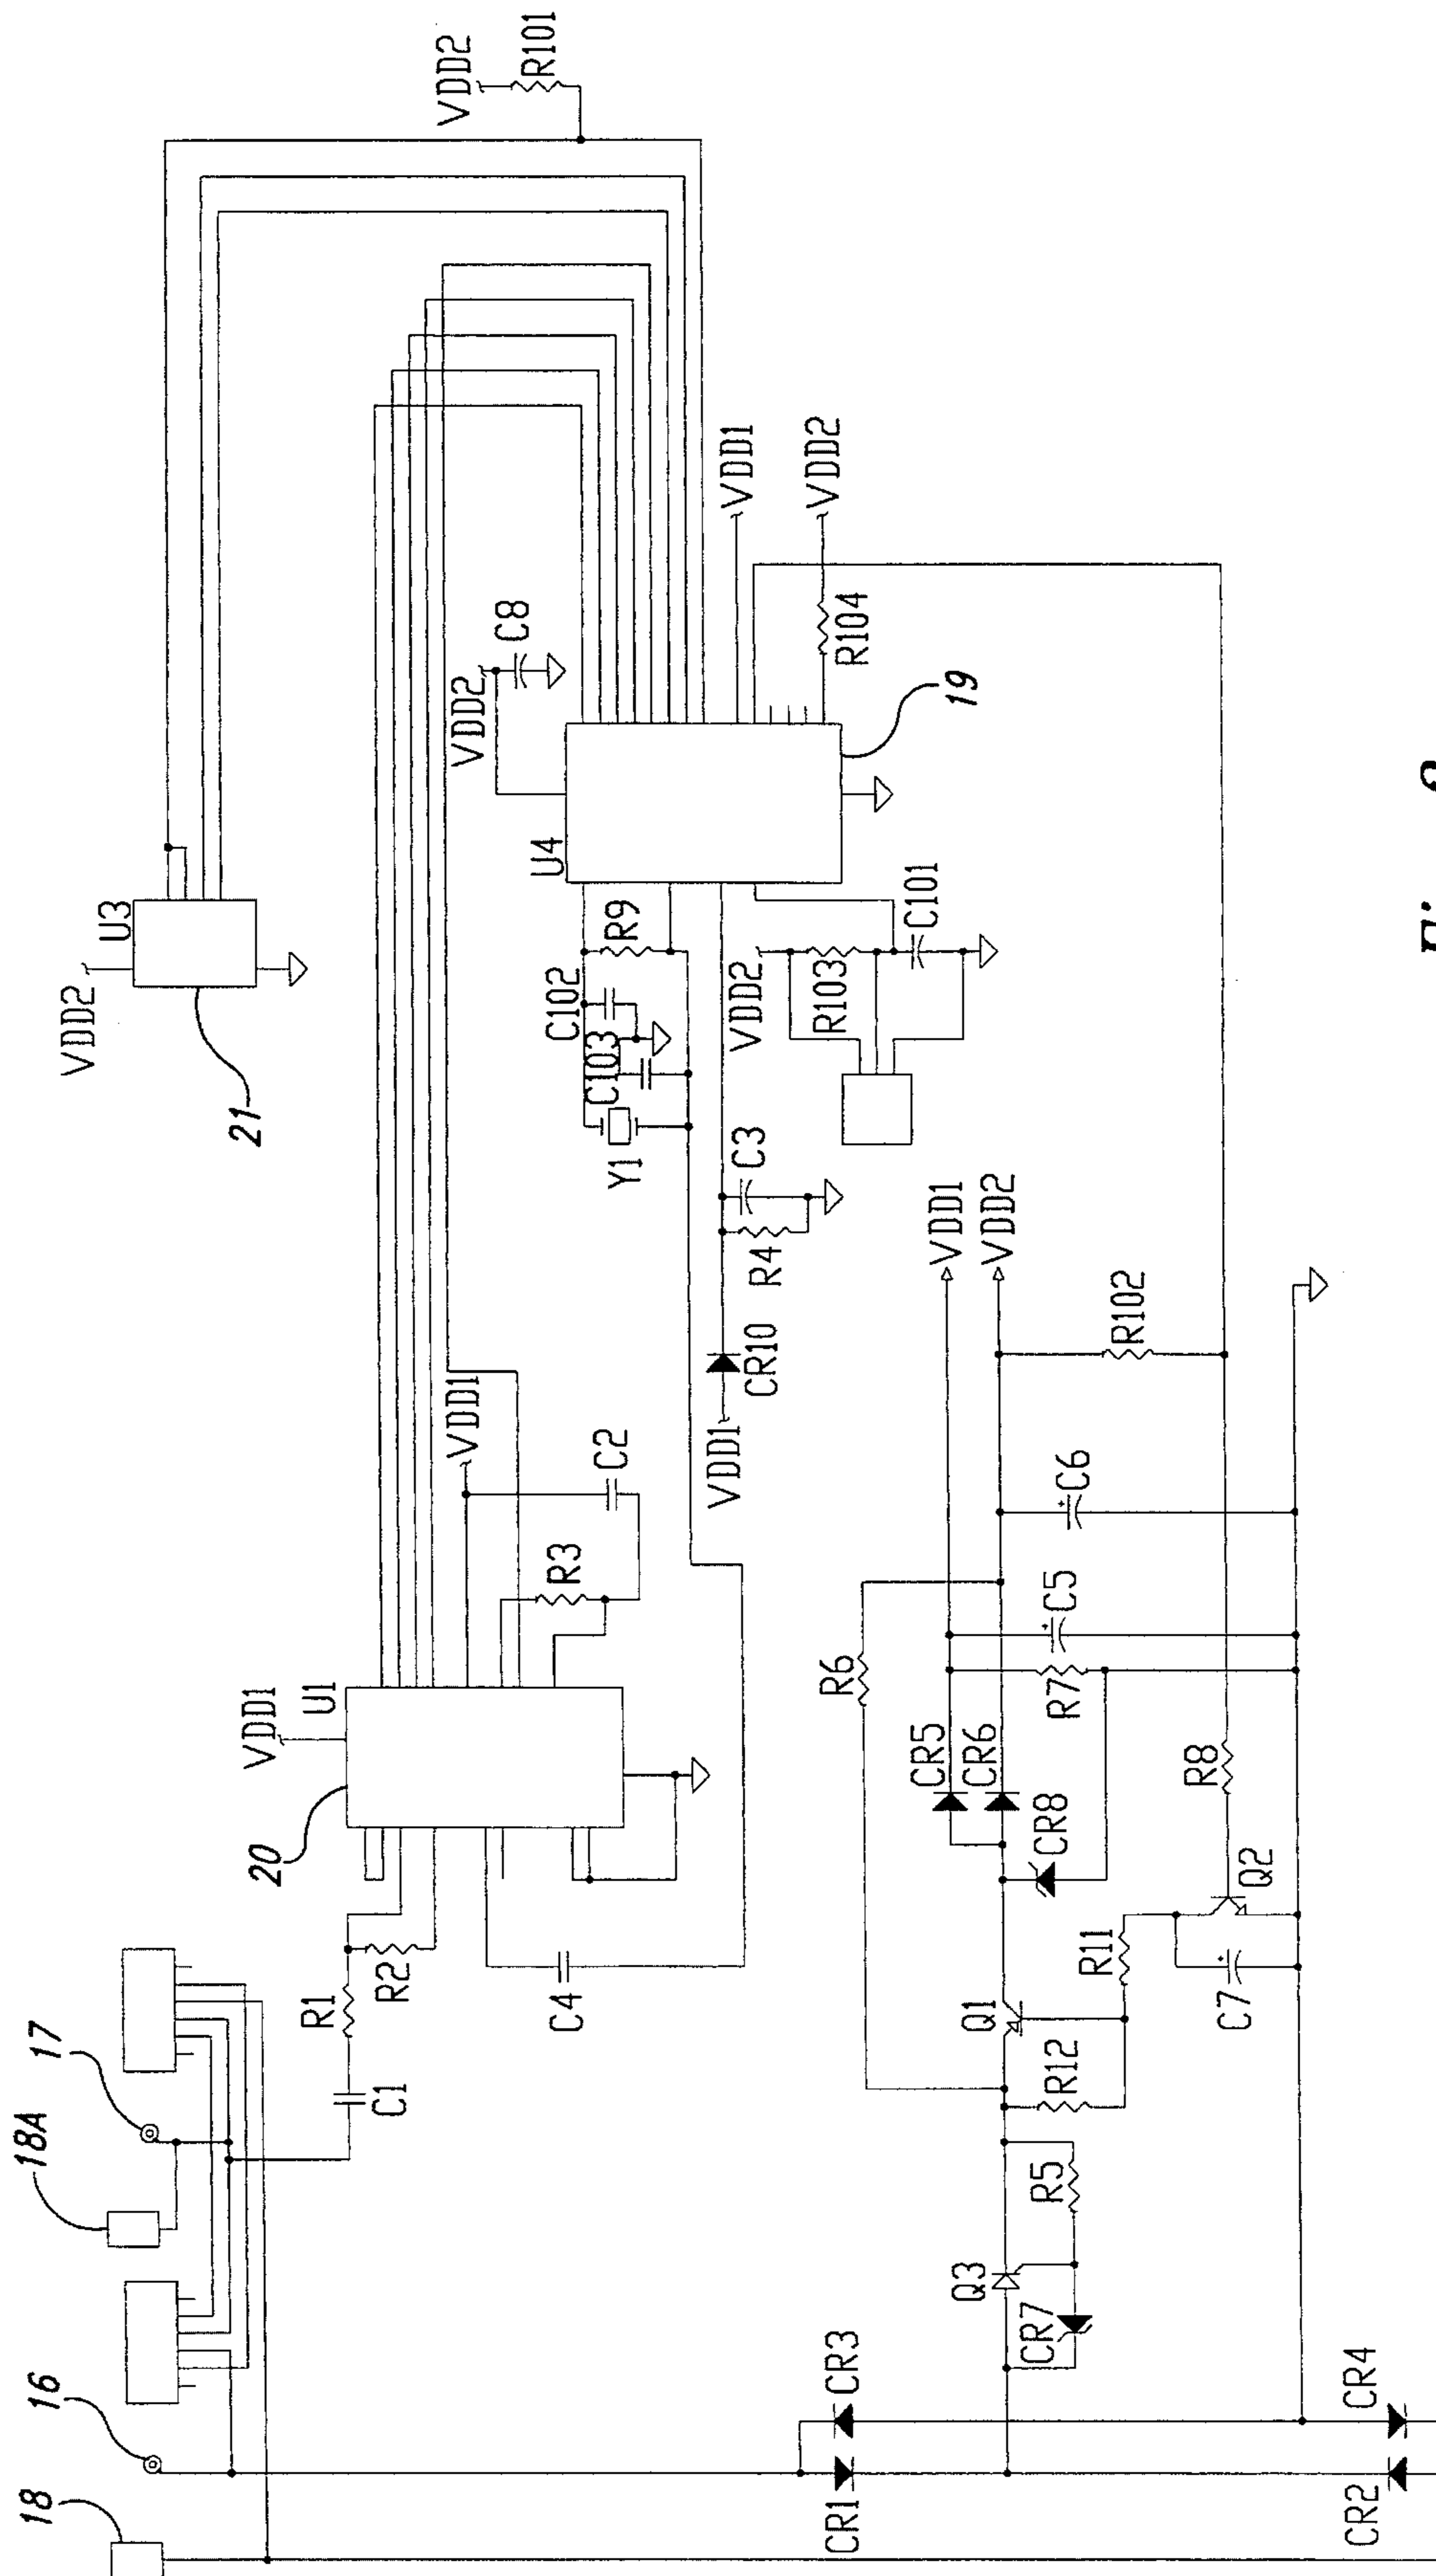 VDD2
R101
VDD2
U3
21
VDD2
C8
U4
19
VDD1
VDD2
R104
R9
C102
C103
Y1
VDD2
R103
C101
C3
R4
CR10
VDD1
VDD1
U1
20
VDD1
C2
R3
R1
R2
C1
C4
17
18A
16
18
VDD1
VDD2
R102
C6
C5
R6
R7
CR5
CR6
CR8
R8
Q2
Q1
R11
C7
R12
R5
Q3
CR7
CR3
CR1
CR4
CR2